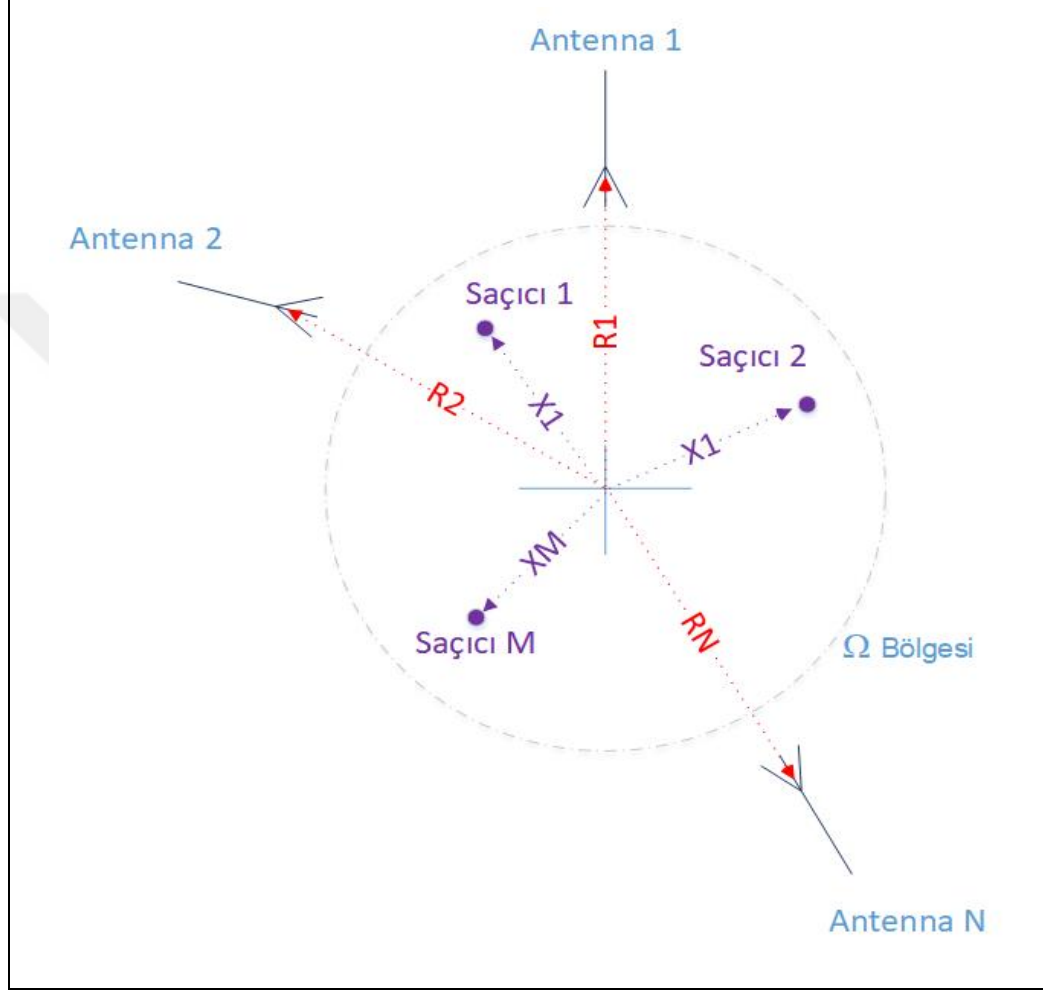 Antenna 1
Antenna 2
Saçıcı 1
R1
Saçıcı 2
R2
X1
X1
XM
Saçıcı M
RN
Ω Bölgesi
Antenna N